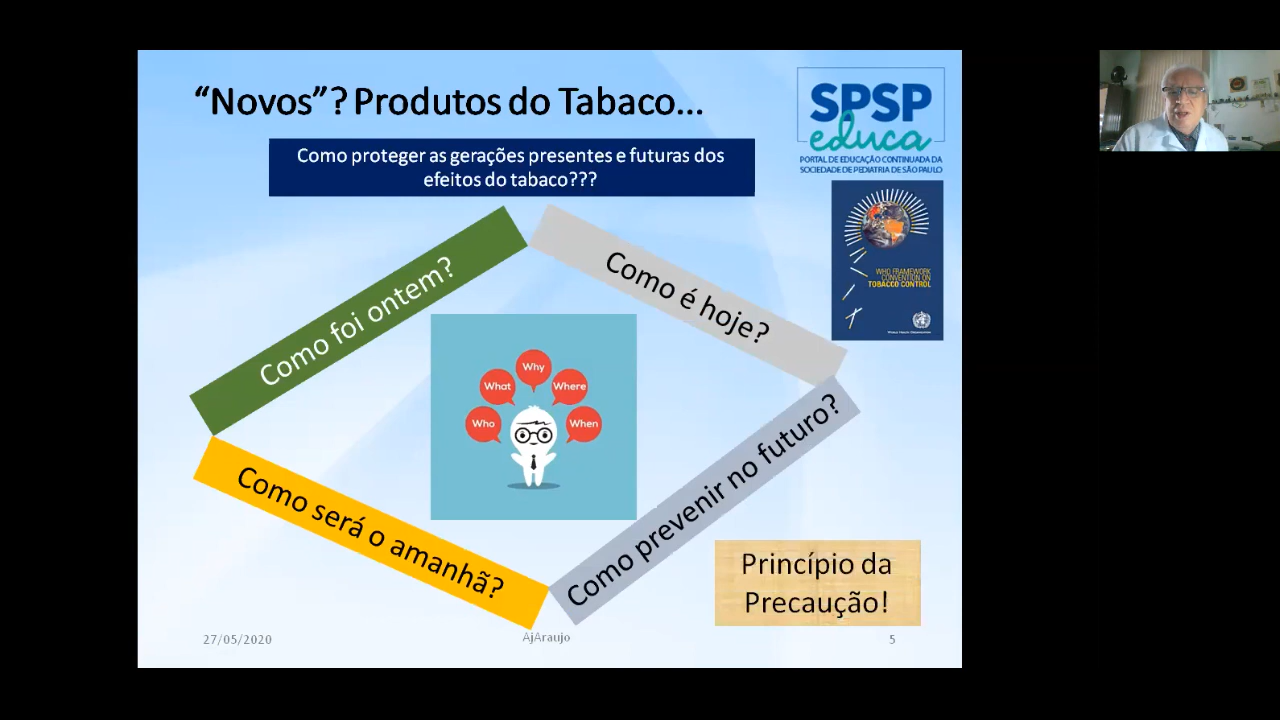 “Novos”? Produtos do Tabaco...
SPSP
educa
PORTAL DE EDUCAÇÃO CONTINUADA DA
SOCIEDADE DE PEDIATRIA DE SÃO PAULO
Como proteger as gerações presentes e futuras dos
efeitos do tabaco???
Como foi ontem?
Como é hoje?
WHO FRAMEWORK
CONVENTION ON
TOBACCO CONTROL
World Health Organization
Why
What
Where
Who
When
Como será o amanhã?
Como prevenir no futuro?
Princípio da
Precaução!
27/05/2020
AjAraujo
5